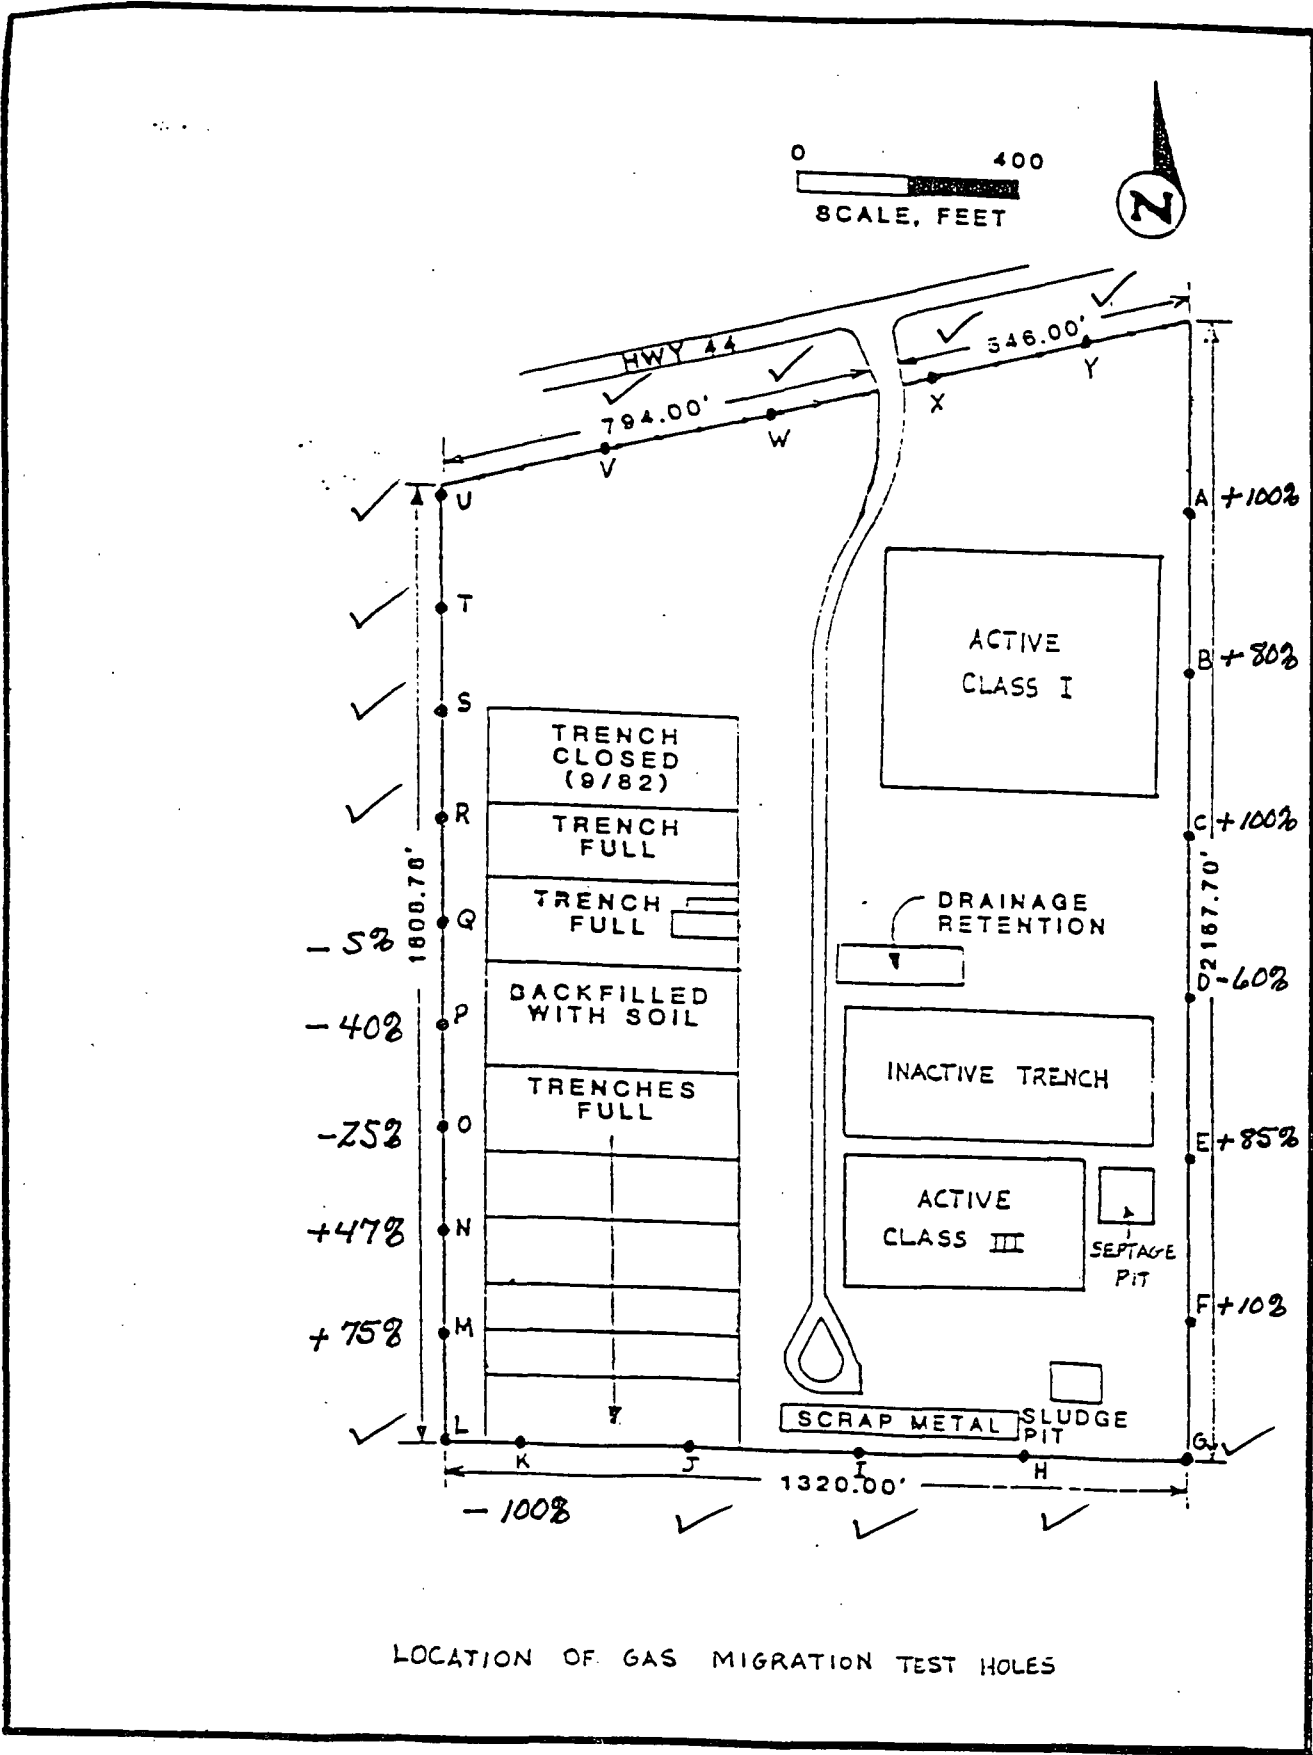 0 400
SCALE, FEET
Z
HWY 44
546.00'
794.00'
Y
X
W
V
U
A +100%
T
ACTIVE
CLASS I
B +80%
S
TRENCH
CLOSED
(9/82)
R
C +100%
TRENCH
FULL
1808.78'
2167.70'
Q
- 5%
TRENCH
FULL
DRAINAGE
RETENTION
D -60%
P
- 40%
BACKFILLED
WITH SOIL
INACTIVE TRENCH
TRENCHES
FULL
O
-25%
E +85%
N
+47%
ACTIVE
CLASS III
SEPTAGE
PIT
F +10%
M
+ 75%
L
SCRAP METAL
SLUDGE
PIT
G
K
J
I
H
1320.00'
- 100%
LOCATION OF GAS MIGRATION TEST HOLES